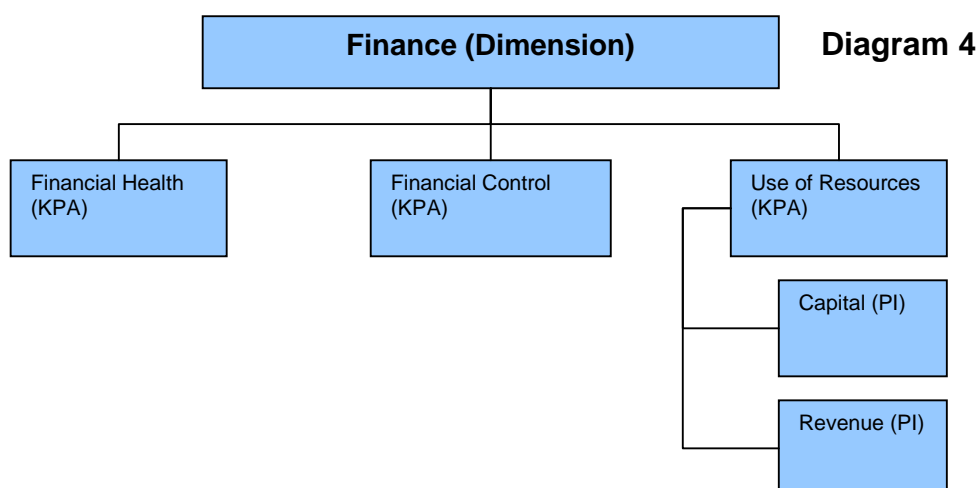 Finance (Dimension)
Diagram 4
Financial Health
(KPA)
Financial Control
(KPA)
Use of Resources
(KPA)
Capital (PI)
Revenue (PI)